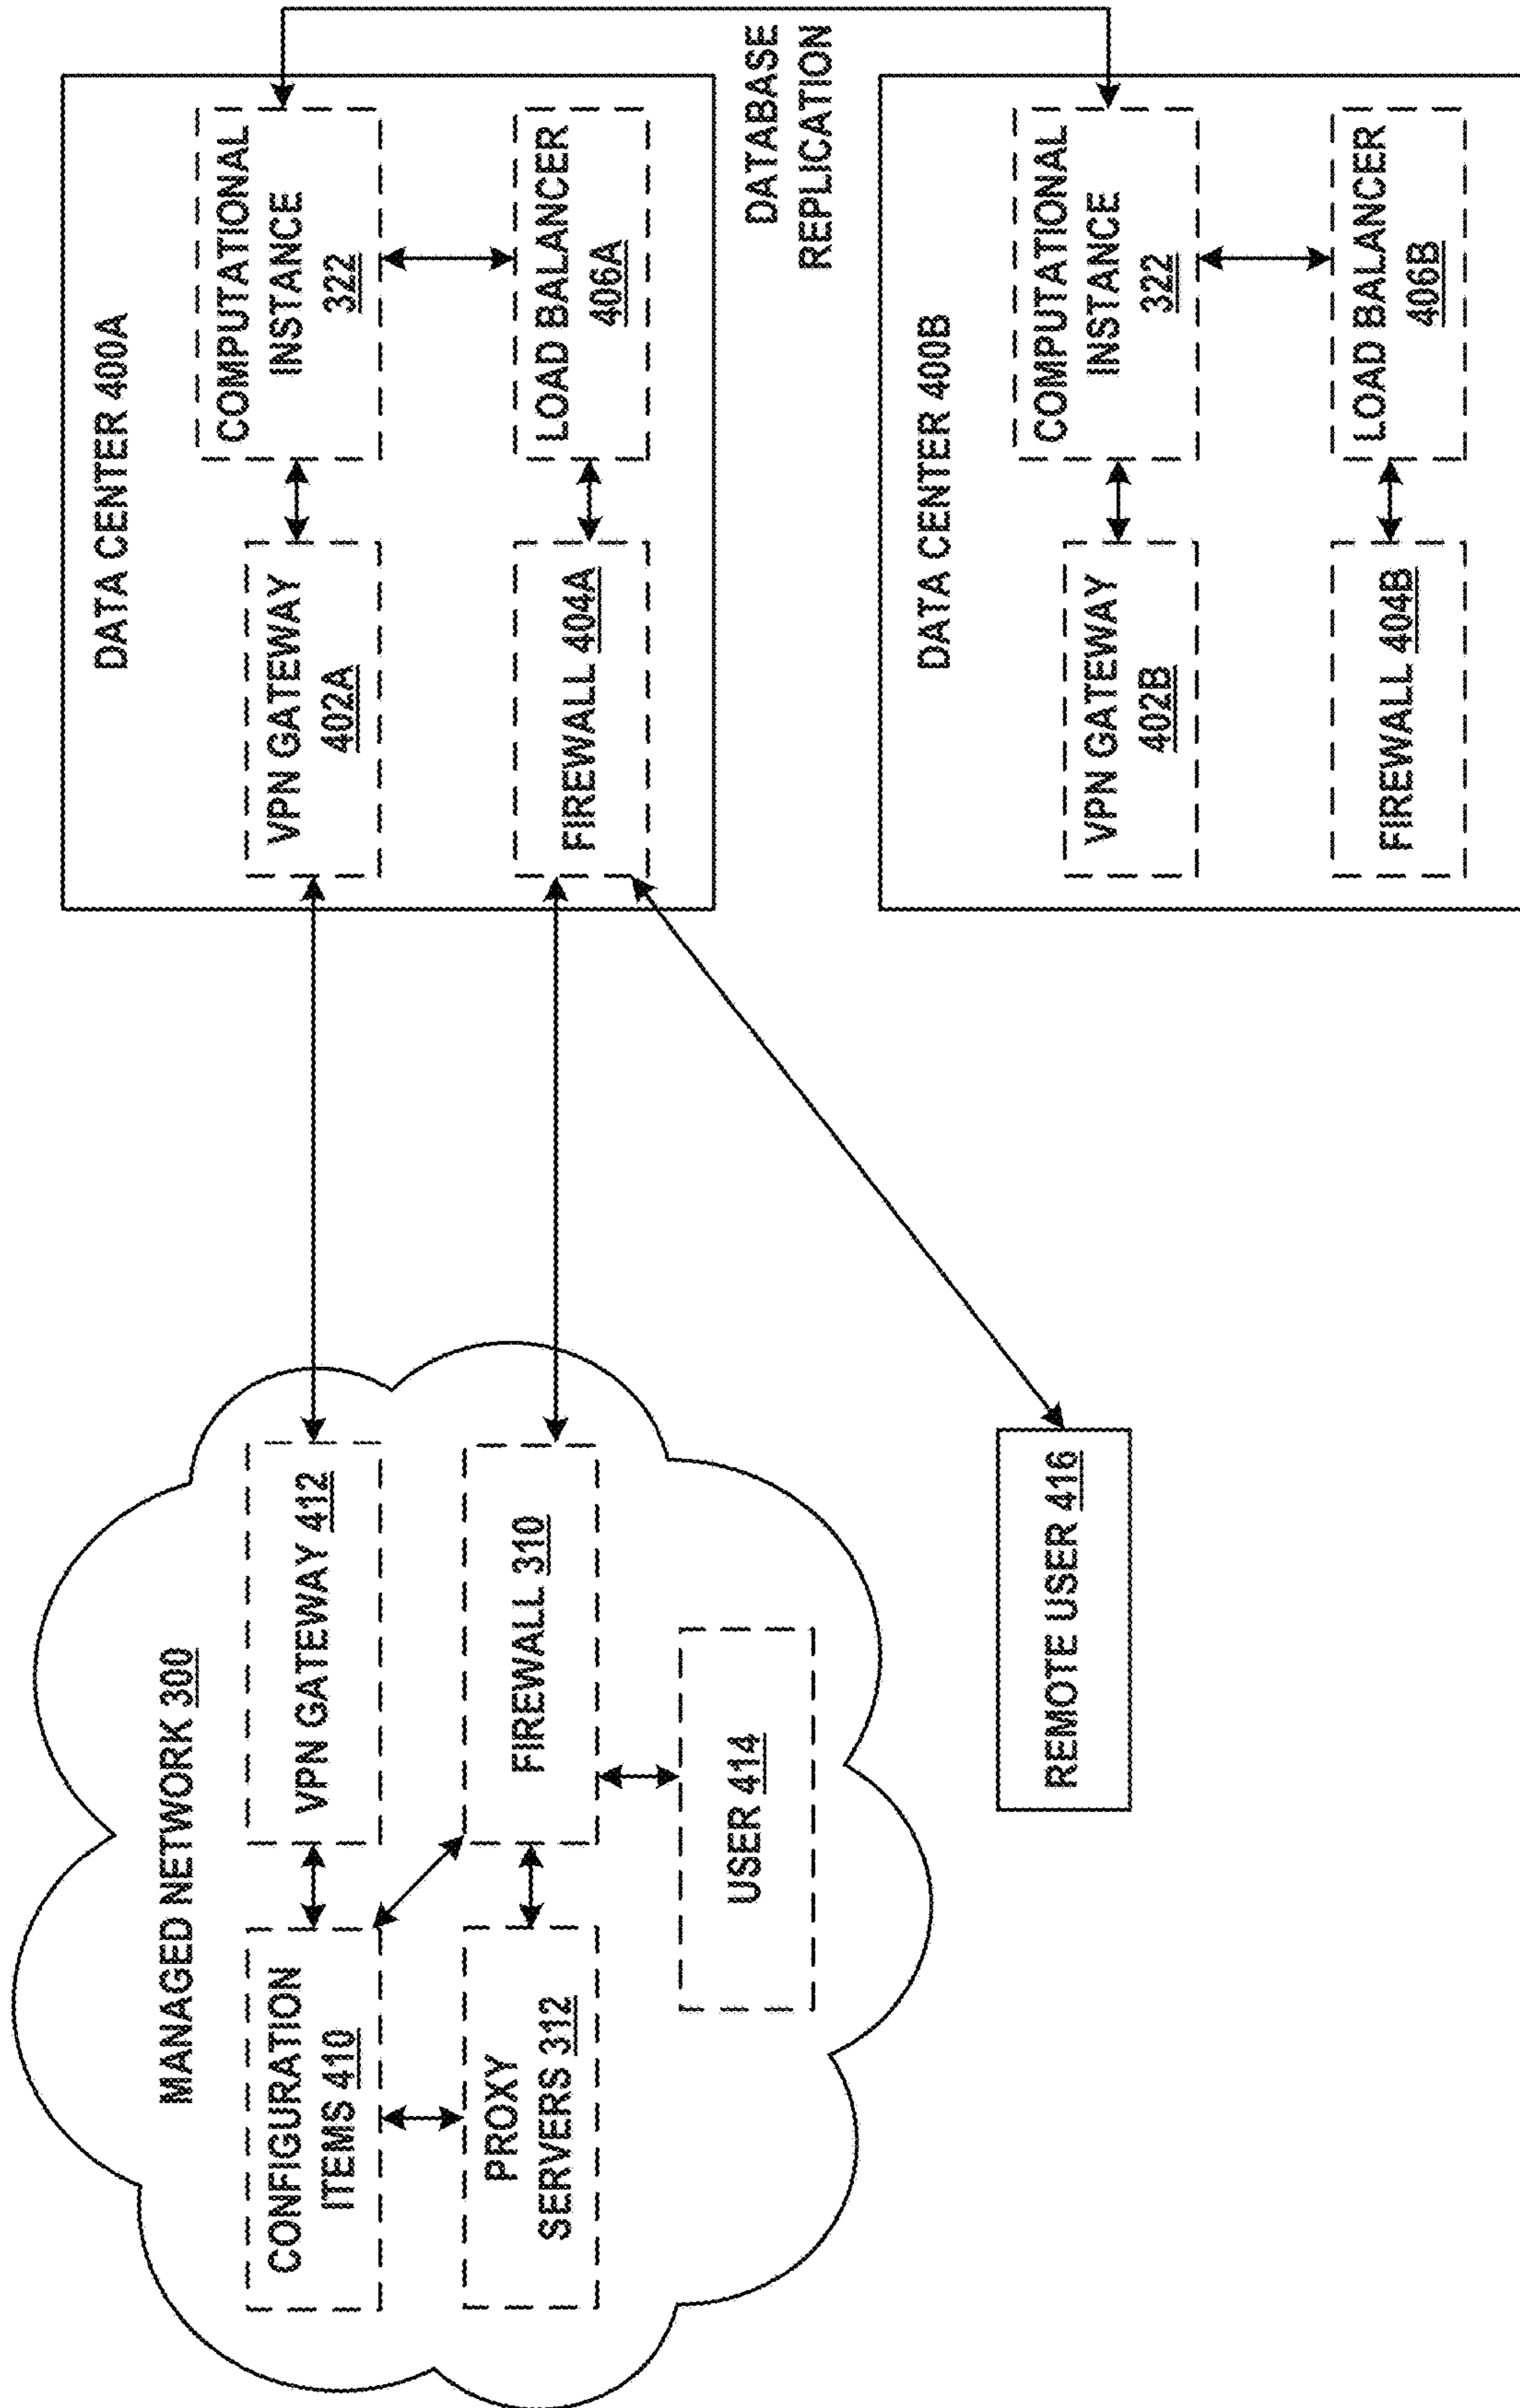 MANAGED NETWORK 300
CONFIGURATION
ITEMS 410
VPN GATEWAY 412
PROXY
SERVERS 312
FIREWALL 310
USER 414
REMOTE USER 416
DATA CENTER 400A
VPN GATEWAY
402A
COMPUTATIONAL
INSTANCE
322
FIREWALL 404A
LOAD BALANCER
406A
DATABASE
REPLICATION
DATA CENTER 400B
VPN GATEWAY
402B
COMPUTATIONAL
INSTANCE
322
FIREWALL 404B
LOAD BALANCER
406B